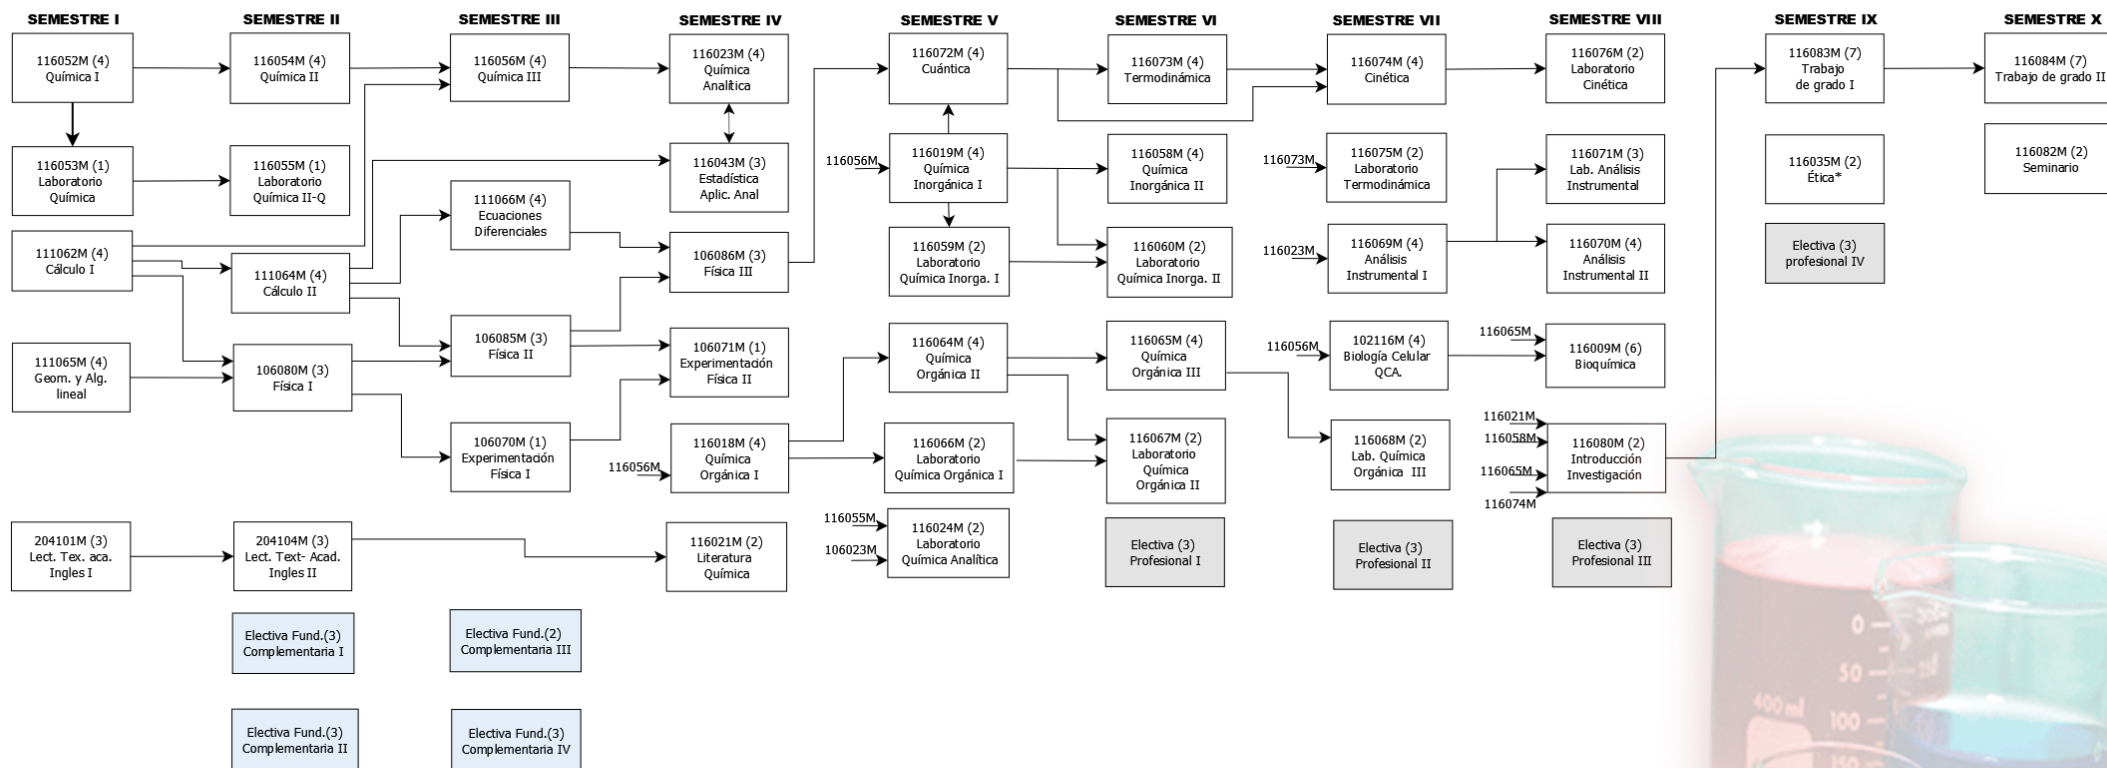 SEMESTRE I
SEMESTRE II
SEMESTRE III
SEMESTRE IV
SEMESTRE V
SEMESTRE VI
SEMESTRE VII
SEMESTRE VIII
SEMESTRE IX
SEMESTRE X
116052M (4)
Química I
116054M (4)
Química II
116056M (4)
Química III
116023M (4)
Química
Analítica
116072M (4)
Cuántica
116073M (4)
Termodinámica
116074M (4)
Cinética
116076M (2)
Laboratorio
Cinética
116083M (7)
Trabajo
de grado I
116084M (7)
Trabajo de grado II
116053M (1)
Laboratorio
Química
116055M (1)
Laboratorio
Química II-Q
111066M (4)
Ecuaciones
Diferenciales
116043M (3)
Estadística
Aplic. Anal
116056M
116019M (4)
Química
Inorgánica I
116058M (4)
Química
Inorgánica II
116073M
116075M (2)
Laboratorio
Termodinámica
116071M (3)
Lab. Análisis
Instrumental
116035M (2)
Ética*
116082M (2)
Seminario
111062M (4)
Cálculo I
111064M (4)
Cálculo II
106086M (3)
Física III
116059M (2)
Laboratorio
Química Inorga. I
116060M (2)
Laboratorio
Química Inorga. II
116023M
116069M (4)
Análisis
Instrumental I
116070M (4)
Análisis
Instrumental II
Electiva (3)
profesional IV
111065M (4)
Geom. y Alg.
lineal
106080M (3)
Física I
106085M (3)
Física II
106071M (1)
Experimentación
Física II
116064M (4)
Química
Orgánica II
116065M (4)
Química
Orgánica III
116056M
102116M (4)
Biología Celular
QCA.
116065M
116009M (6)
Bioquímica
106070M (1)
Experimentación
Física I
116056M
116018M (4)
Química
Orgánica I
116066M (2)
Laboratorio
Química Orgánica I
116067M (2)
Laboratorio
Química
Orgánica II
116068M (2)
Lab. Química
Orgánica III
116021M
116058M
116065M
116074M
116080M (2)
Introducción
Investigación
204101M (3)
Lect. Tex. aca.
Ingles I
204104M (3)
Lect. Text- Acad.
Ingles II
116021M (2)
Literatura
Química
116055M
106023M
116024M (2)
Laboratorio
Química Analítica
Electiva (3)
Profesional I
Electiva (3)
Profesional II
Electiva (3)
Profesional III
Electiva Fund.(3)
Complementaria I
Electiva Fund.(2)
Complementaria III
Electiva Fund.(3)
Complementaria II
Electiva Fund.(3)
Complementaria IV
0
50
400 ml
100
150